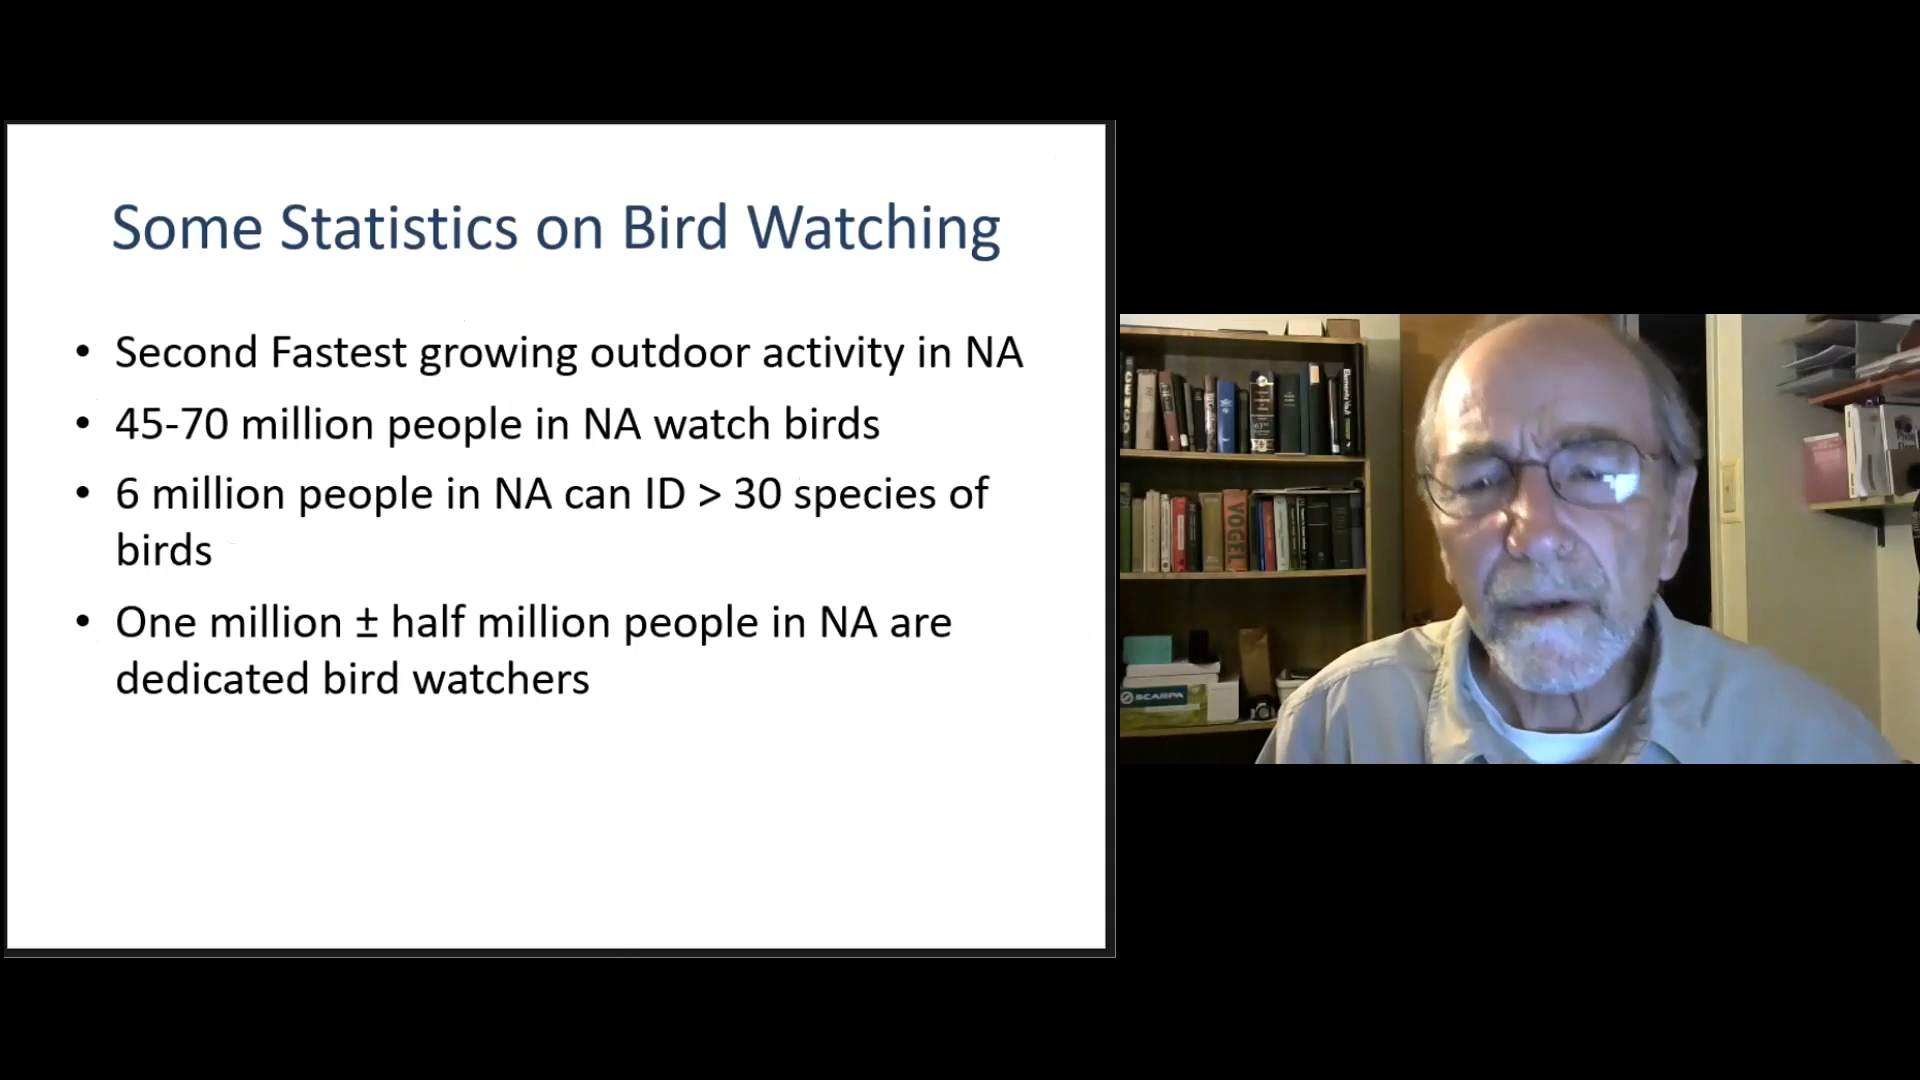 Some Statistics on Bird Watching
• Second Fastest growing outdoor activity in NA
• 45-70 million people in NA watch birds
• 6 million people in NA can ID > 30 species of
birds
• One million ± half million people in NA are
dedicated bird watchers
VOGEL
SCARPA